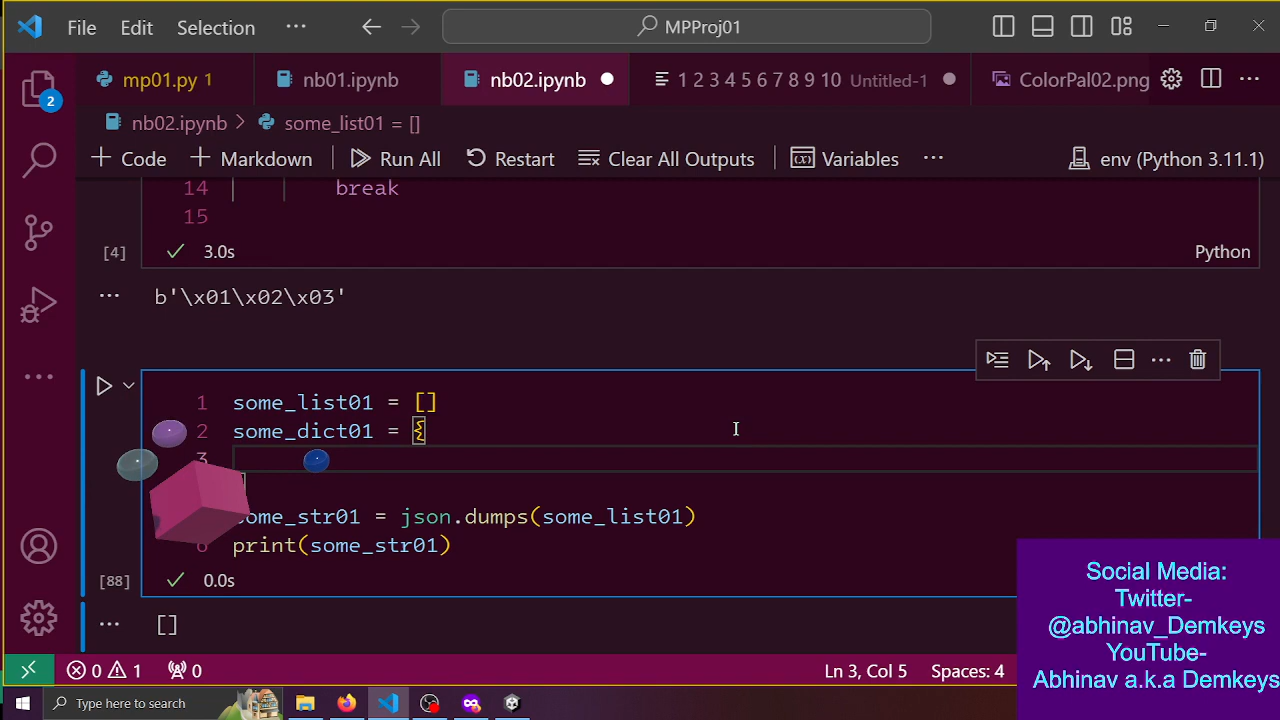 File Edit Selection ··· MPProj01
mp01.py 1 nb01.ipynb nb02.ipynb 1 2 3 4 5 6 7 8 9 10 Untitled-1 ColorPal02.png
nb02.ipynb > some_list01 = []
+ Code + Markdown Run All Restart Clear All Outputs Variables ··· env (Python 3.11.1)
14 break
15
[4] 3.0s Python
··· b'\x01\x02\x03'
1 some_list01 = []
2 some_dict01 = {
3
some_str01 = json.dumps(some_list01)
6 print(some_str01)
[88] 0.0s
··· []
Social Media:
Twitter-
@abhinav_Demkeys
YouTube-
Abhinav a.k.a Demkeys
0 1 0 Ln 3, Col 5 Spaces: 4
Type here to search
2